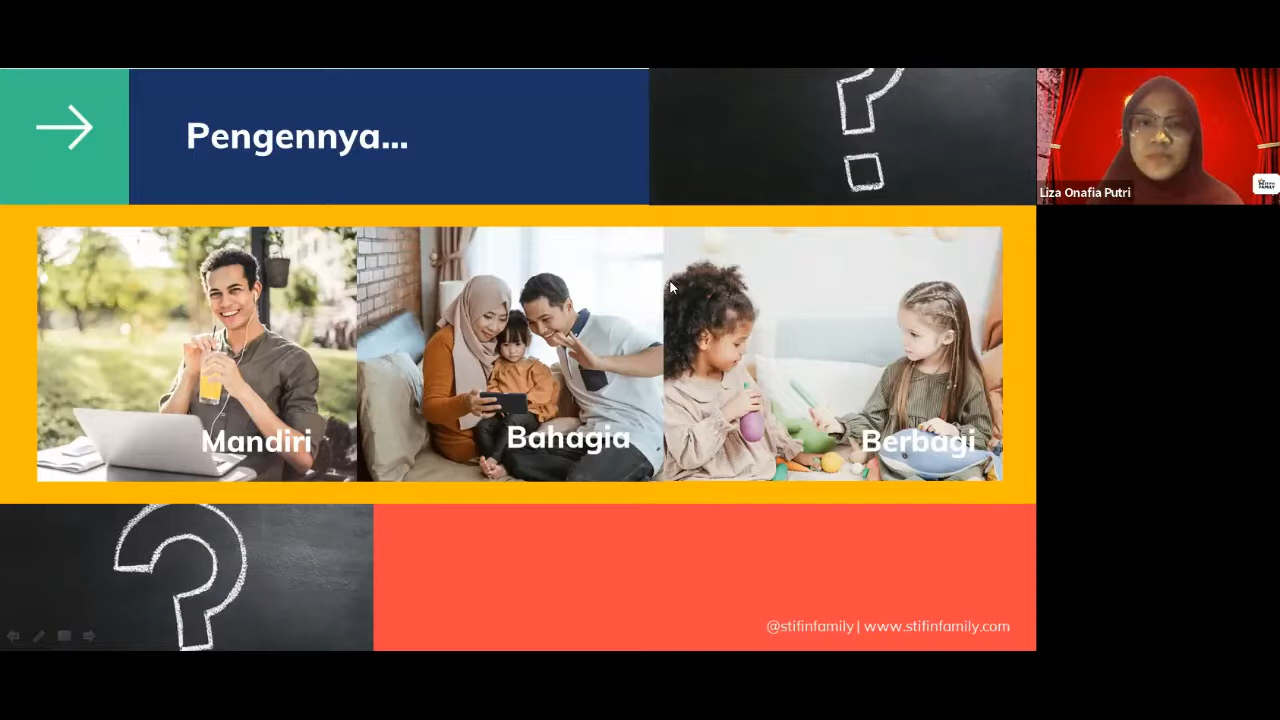 Pengennya...
Liza Onafia Putri
Mandiri
Bahagia
Berbagi
@stifinfamily | www.stifinfamily.com